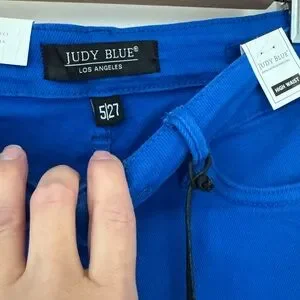 JUDY BLUE®
LOS ANGELES
5|27
JUDY BLUE
HIGH WAIST